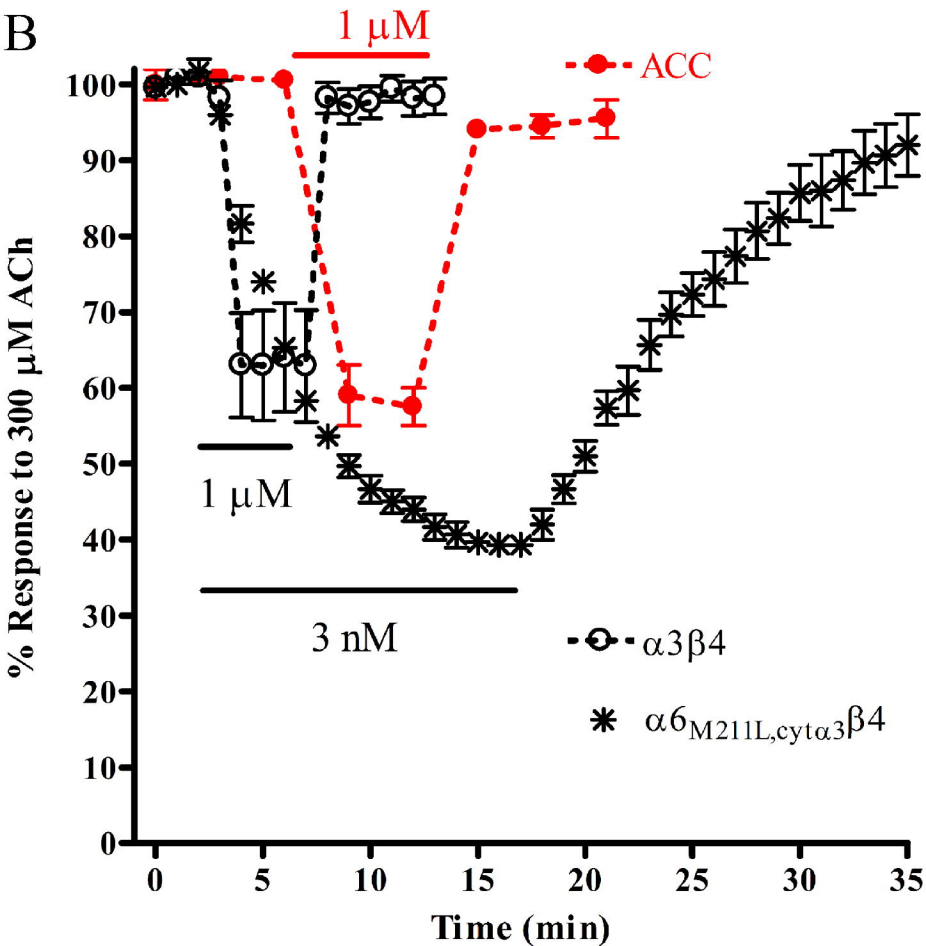 B
1 μM
ACC
% Response to 300 μM ACh
100
90
80
70
60
50
40
30
20
10
0
1 μM
3 nM
α3β4
α6M211L,cytα3β4
0 5 10 15 20 25 30 35
Time (min)